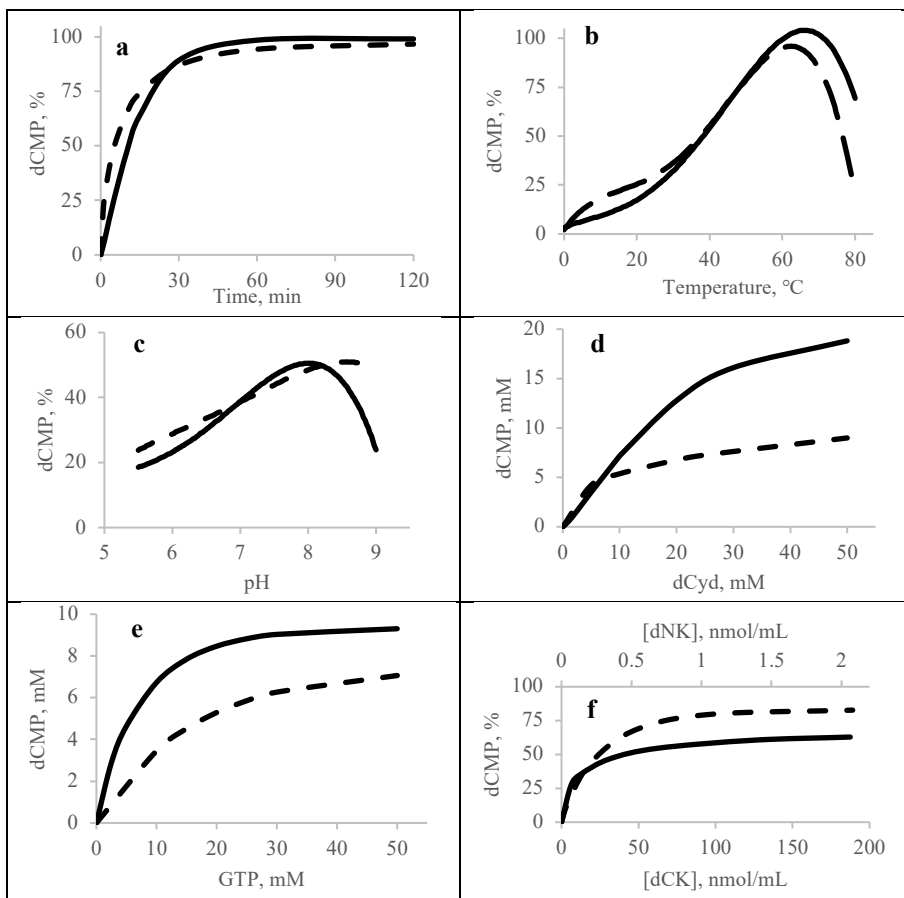 a
dCMP, %
100
75
50
25
0
0 30 60 90 120
Time, min
b
dCMP, %
100
75
50
25
0
0 20 40 60 80
Temperature, °C
c
dCMP, %
60
40
20
0
5 6 7 8 9
pH
d
dCMP, mM
20
15
10
5
0
0 10 20 30 40 50
dCyd, mM
e
dCMP, mM
10
8
6
4
2
0
0 10 20 30 40 50
GTP, mM
[dNK], nmol/mL
0 0.5 1 1.5 2
f
dCMP, %
100
75
50
25
0
0 50 100 150 200
[dCK], nmol/mL